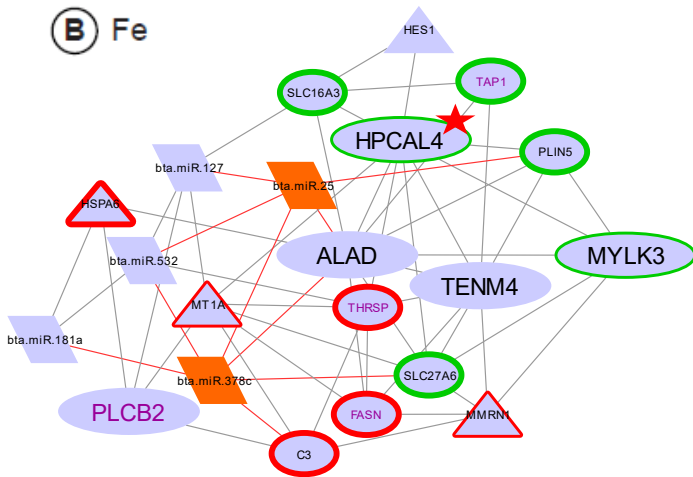 B Fe
HES1
SLC16A3
TAP1
HPCAL4
PLIN5
bta.miR.127
bta.miR.25
HSPA6
bta.miR.532
ALAD
MYLK3
TENM4
MT1A
THRSP
bta.miR.181a
bta.miR.378c
SLC27A6
PLCB2
FASN
MMRN1
C3